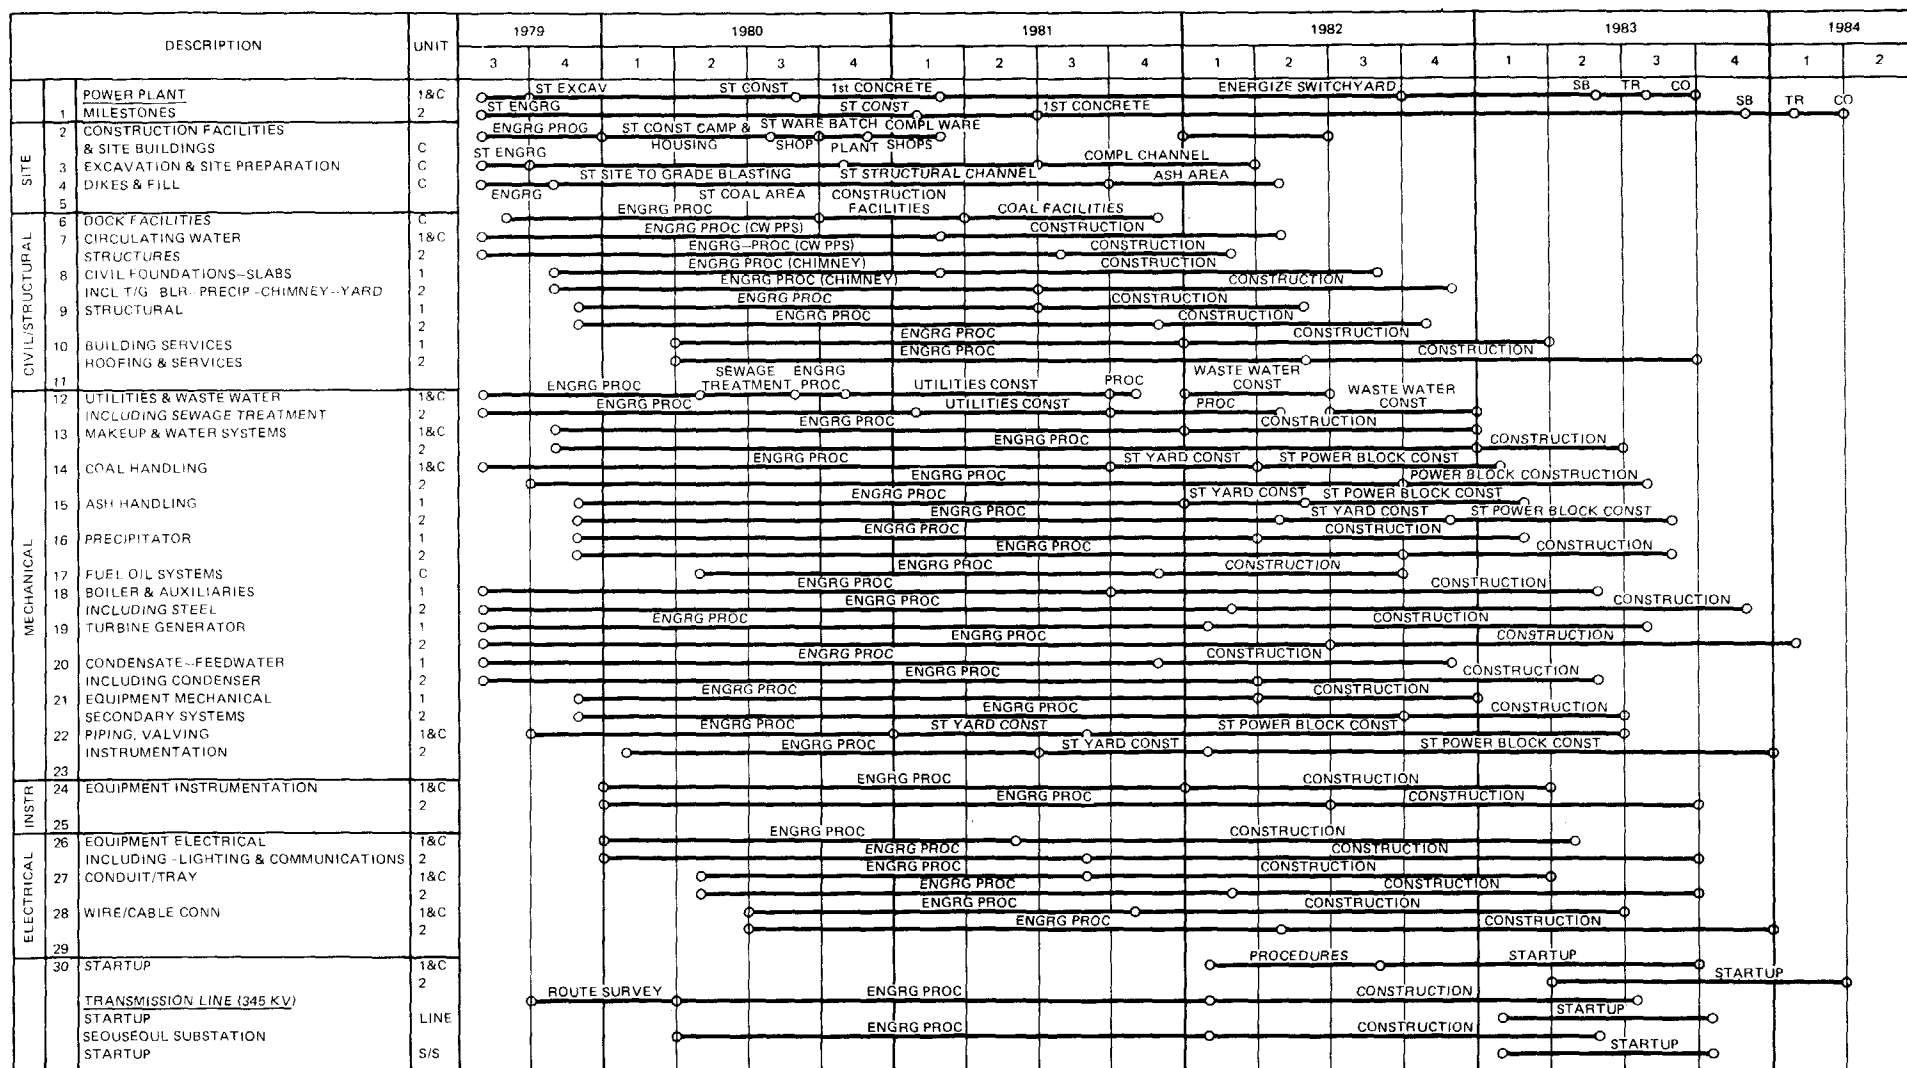 DESCRIPTION UNIT 1979 1980 1981 1982 1983 1984
3 4 1 2 3 4 1 2 3 4 1 2 3 4 1 2 3 4 1 2
POWER PLANT 1&C ST EXCAV ST CONST 1st CONCRETE ENERGIZE SWITCHYARD SB TR CO
1 MILESTONES 2 ST ENGRG ST CONST 1ST CONCRETE SB TR CO
SITE
2 CONSTRUCTION FACILITIES ENGRG PROG ST CONST CAMP & ST WARE BATCH COMPL WARE
& SITE BUILDINGS C HOUSING SHOP PLANT SHOPS
3 EXCAVATION & SITE PREPARATION C ST ENGRG COMPL CHANNEL
ST SITE TO GRADE BLASTING ST STRUCTURAL CHANNEL
4 DIKES & FILL C ASH AREA
5 ENGRG ST COAL AREA CONSTRUCTION
CIVIL/STRUCTURAL
6 DOCK FACILITIES C ENGRG PROC FACILITIES COAL FACILITIES
7 CIRCULATING WATER 1&C ENGRG PROC (CW PPS) CONSTRUCTION
STRUCTURES 2 ENGRG-PROC (CW PPS) CONSTRUCTION
8 CIVIL FOUNDATIONS-SLABS 1 ENGRG PROC (CHIMNEY) CONSTRUCTION
INCL T/G BLR-PRECIP-CHIMNEY-YARD 2 ENGRG PROC (CHIMNEY) CONSTRUCTION
9 STRUCTURAL 1 ENGRG PROC CONSTRUCTION
2 ENGRG PROC CONSTRUCTION
10 BUILDING SERVICES 1 ENGRG PROC CONSTRUCTION
HOOFING & SERVICES 2 ENGRG PROC CONSTRUCTION
11
MECHANICAL
SEWAGE ENGRG WASTE WATER
12 UTILITIES & WASTE WATER 1&C ENGRG PROC TREATMENT PROC UTILITIES CONST PROC CONST WASTE WATER
INCLUDING SEWAGE TREATMENT 2 ENGRG PROC UTILITIES CONST PROC CONST
13 MAKEUP & WATER SYSTEMS 1&C ENGRG PROC CONSTRUCTION
2 ENGRG PROC CONSTRUCTION
14 COAL HANDLING 1&C ENGRG PROC ST YARD CONST ST POWER BLOCK CONST
2 ENGRG PROC POWER BLOCK CONSTRUCTION
15 ASH HANDLING 1 ENGRG PROC ST YARD CONST ST POWER BLOCK CONST
2 ENGRG PROC ST YARD CONST ST POWER BLOCK CONST
16 PRECIPITATOR 1 ENGRG PROC CONSTRUCTION
2 ENGRG PROC CONSTRUCTION
17 FUEL OIL SYSTEMS C ENGRG PROC CONSTRUCTION
18 BOILER & AUXILIARIES 1 ENGRG PROC CONSTRUCTION
INCLUDING STEEL 2 ENGRG PROC CONSTRUCTION
19 TURBINE GENERATOR 1 ENGRG PROC CONSTRUCTION
2 ENGRG PROC CONSTRUCTION
20 CONDENSATE-FEEDWATER 1 ENGRG PROC CONSTRUCTION
INCLUDING CONDENSER 2 ENGRG PROC CONSTRUCTION
21 EQUIPMENT MECHANICAL 1 ENGRG PROC CONSTRUCTION
SECONDARY SYSTEMS 2 ENGRG PROC CONSTRUCTION
22 PIPING, VALVING 1&C ENGRG PROC ST YARD CONST ST POWER BLOCK CONST
INSTRUMENTATION 2 ENGRG PROC ST YARD CONST ST POWER BLOCK CONST
23
INSTR
24 EQUIPMENT INSTRUMENTATION 1&C ENGRG PROC CONSTRUCTION
2 ENGRG PROC CONSTRUCTION
25
ELECTRICAL
26 EQUIPMENT ELECTRICAL 1&C ENGRG PROC CONSTRUCTION
INCLUDING -LIGHTING & COMMUNICATIONS 2 ENGRG PROC CONSTRUCTION
27 CONDUIT/TRAY 1&C ENGRG PROC CONSTRUCTION
2 ENGRG PROC CONSTRUCTION
28 WIRE/CABLE CONN 1&C ENGRG PROC CONSTRUCTION
2 ENGRG PROC CONSTRUCTION
29
30 STARTUP 1&C PROCEDURES STARTUP
2 STARTUP
TRANSMISSION LINE (345 KV) ROUTE SURVEY ENGRG PROC CONSTRUCTION
STARTUP LINE STARTUP
SEOUSEOUL SUBSTATION ENGRG PROC CONSTRUCTION
STARTUP S/S STARTUP